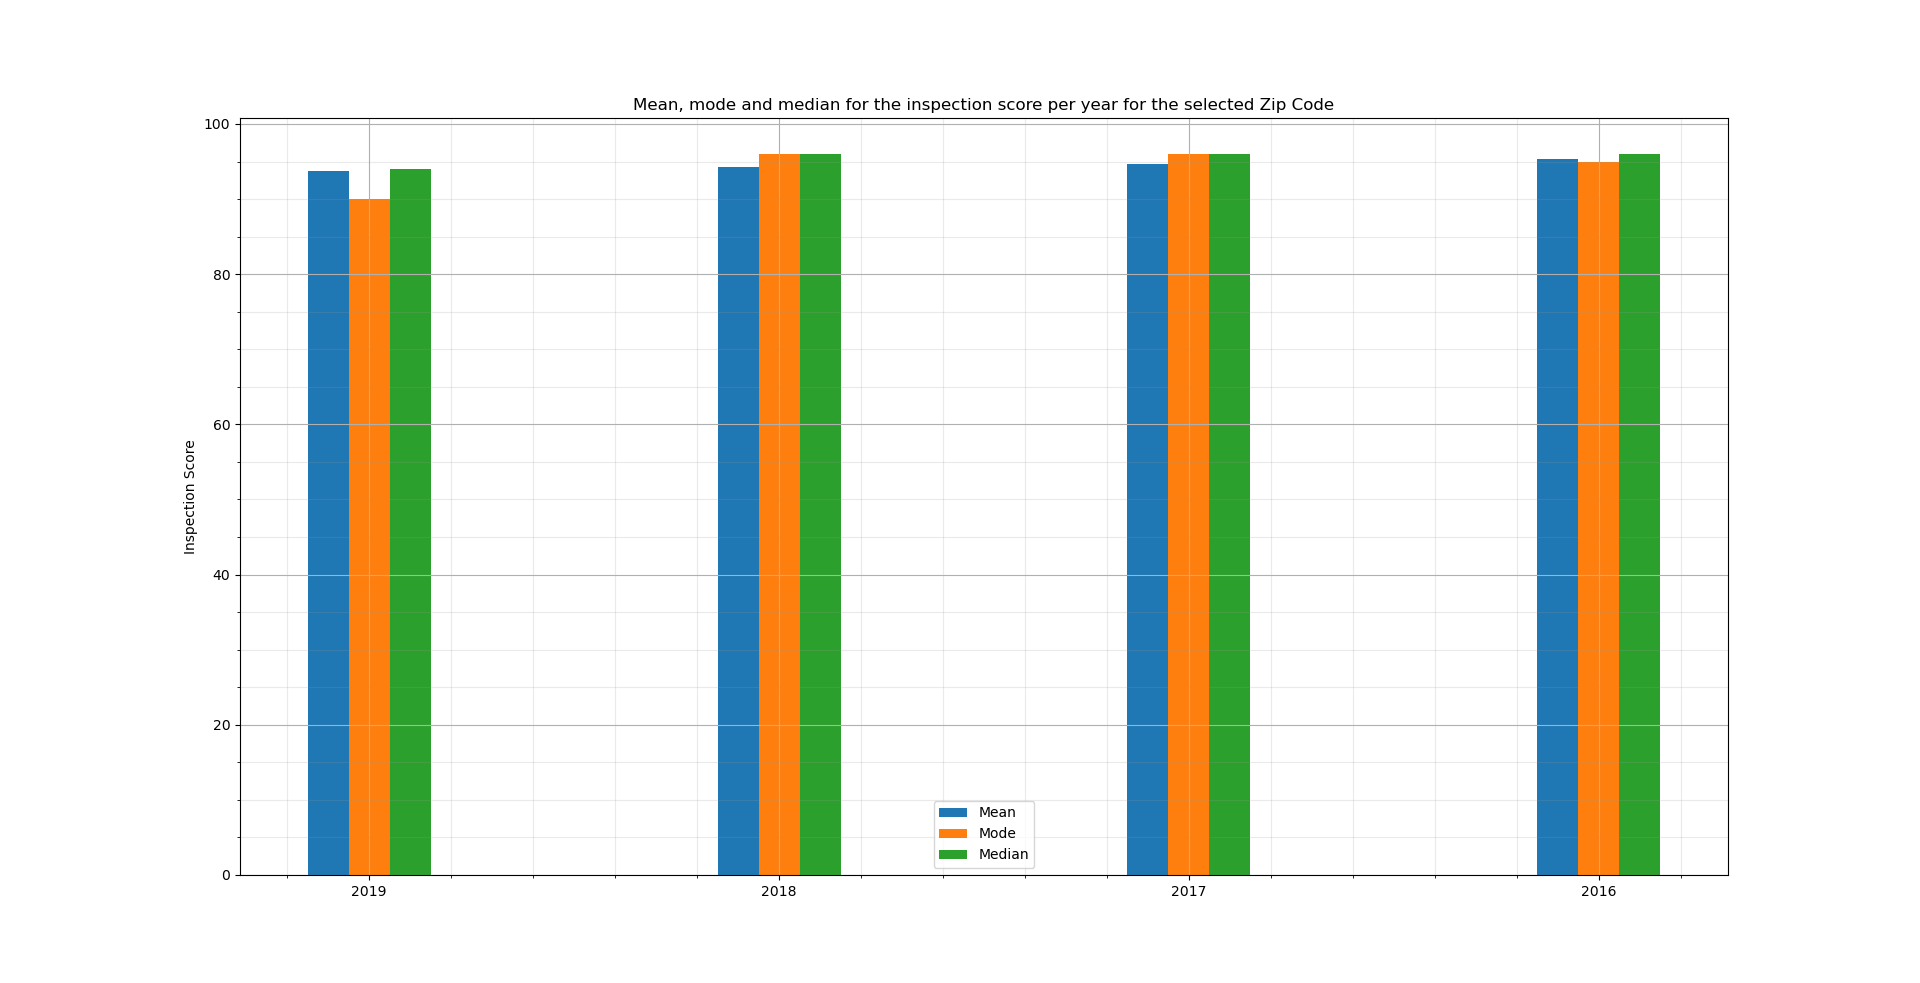 Mean, mode and median for the inspection score per year for the selected Zip Code
100
80
60
40
20
0
Inspection Score
2019
2018
2017
2016
Mean
Mode
Median